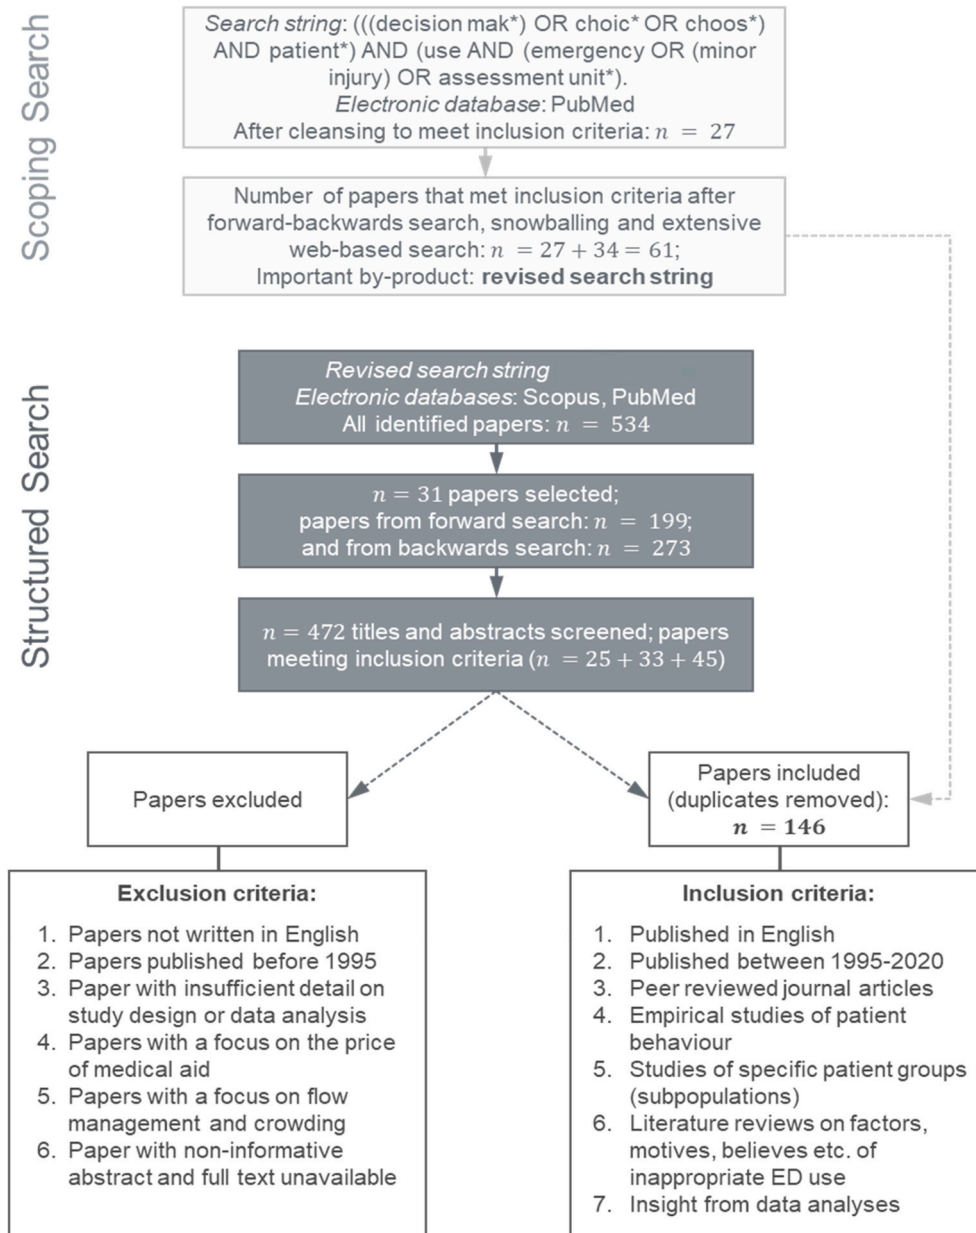 Scoping Search
Search string: (((decision mak*) OR choic* OR choos*)
AND patient*) AND (use AND (emergency OR (minor
injury) OR assessment unit*).
Electronic database: PubMed
After cleansing to meet inclusion criteria: n = 27
Number of papers that met inclusion criteria after
forward-backwards search, snowballing and extensive
web-based search: n = 27 + 34 = 61;
Important by-product: revised search string
Structured Search
Revised search string
Electronic databases: Scopus, PubMed
All identified papers: n = 534
n = 31 papers selected;
papers from forward search: n = 199;
and from backwards search: n = 273
n = 472 titles and abstracts screened; papers
meeting inclusion criteria (n = 25 + 33 + 45)
Papers excluded
Exclusion criteria:
1. Papers not written in English
2. Papers published before 1995
3. Paper with insufficient detail on
study design or data analysis
4. Papers with a focus on the price
of medical aid
5. Papers with a focus on flow
management and crowding
6. Paper with non-informative
abstract and full text unavailable
Papers included
(duplicates removed):
n = 146
Inclusion criteria:
1. Published in English
2. Published between 1995-2020
3. Peer reviewed journal articles
4. Empirical studies of patient
behaviour
5. Studies of specific patient groups
(subpopulations)
6. Literature reviews on factors,
motives, believes etc. of
inappropriate ED use
7. Insight from data analyses